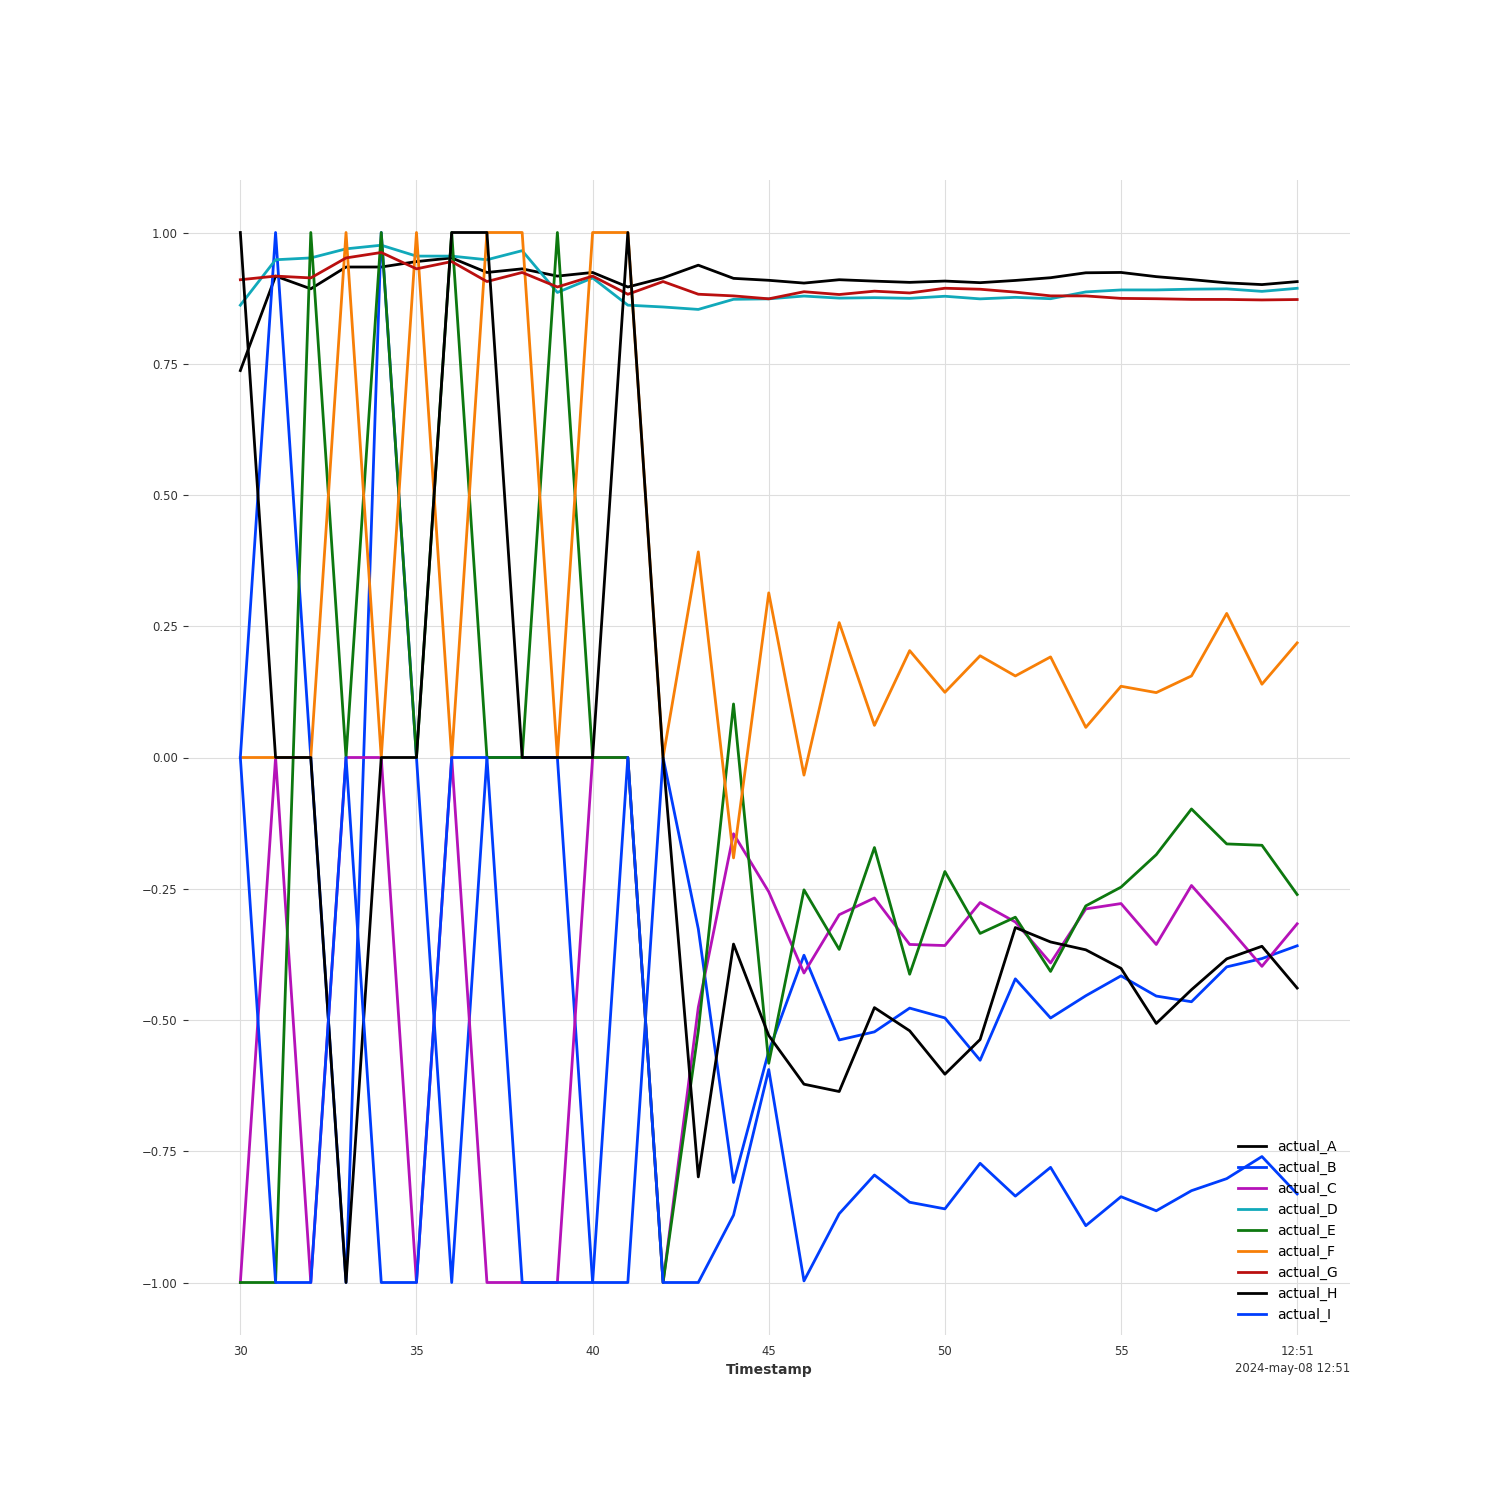 1.00
0.75
0.50
0.25
0.00
−0.25
−0.50
−0.75
−1.00
actual_A
actual_B
actual_C
actual_D
actual_E
actual_F
actual_G
actual_H
actual_I
30 35 40 45 50 55 12:51
Timestamp 2024-may-08 12:51